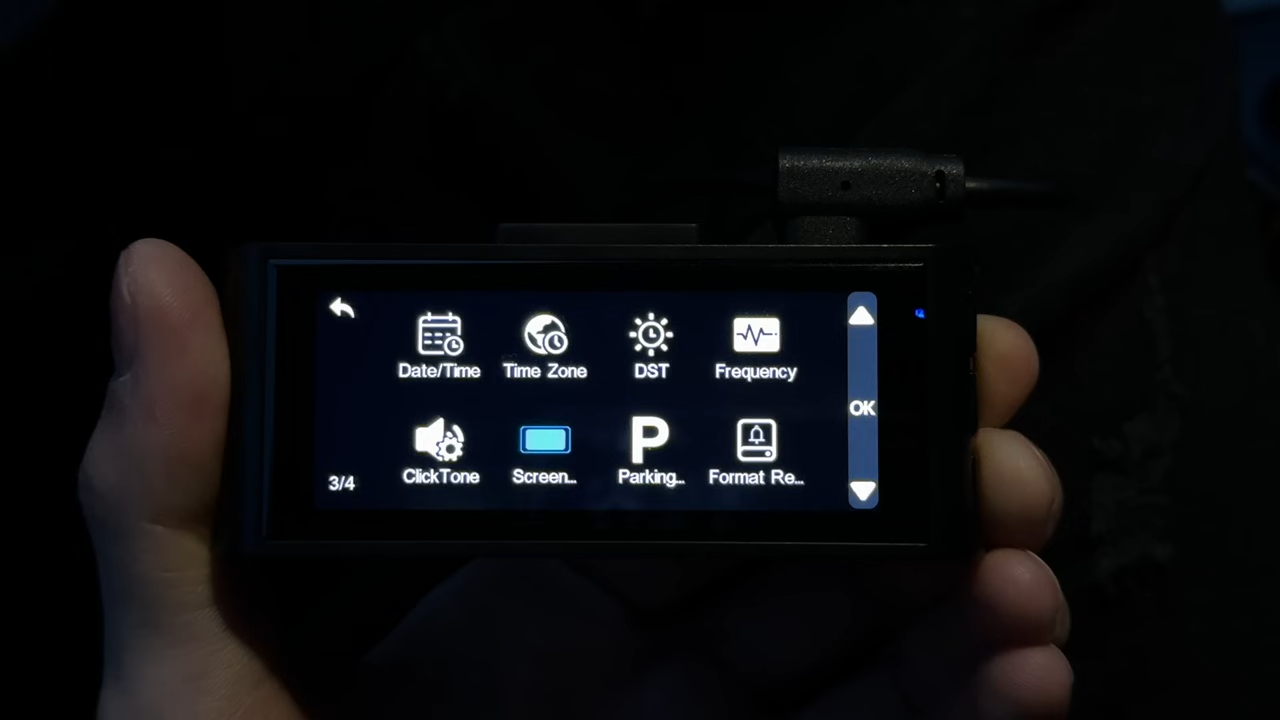 Date/Time
Time Zone
DST
Frequency
ClickTone
Screen...
P
Parking...
Format Re...
3/4
OK